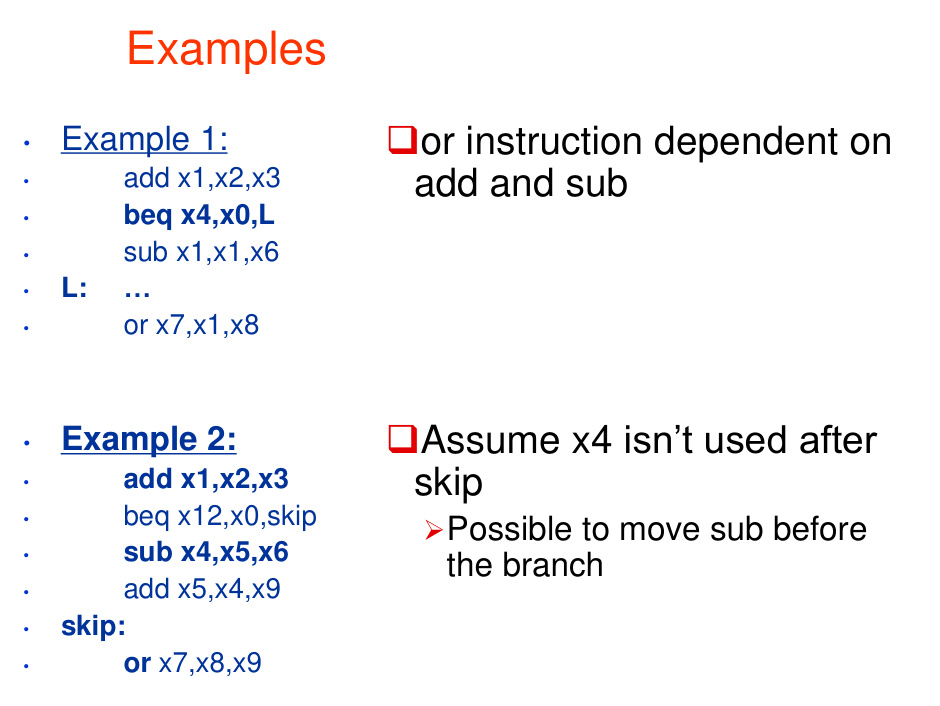 Examples
• Example 1:
• add x1,x2,x3
• beq x4,x0,L
• sub x1,x1,x6
• L: …
• or x7,x1,x8
❑or instruction dependent on
add and sub
• Example 2:
• add x1,x2,x3
• beq x12,x0,skip
• sub x4,x5,x6
• add x5,x4,x9
• skip:
• or x7,x8,x9
❑Assume x4 isn’t used after
skip
➢Possible to move sub before
the branch